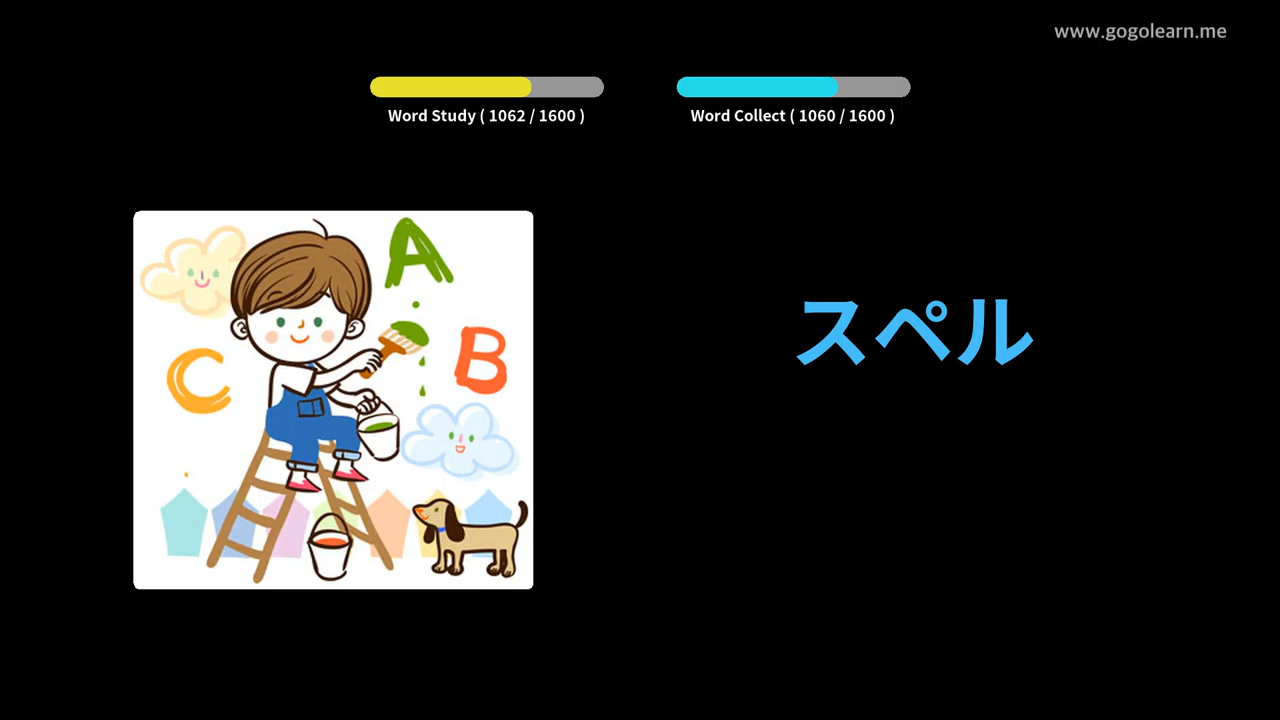 www.gogolearn.me
Word Study ( 1062 / 1600 )
Word Collect ( 1060 / 1600 )
A
B
C
スペル